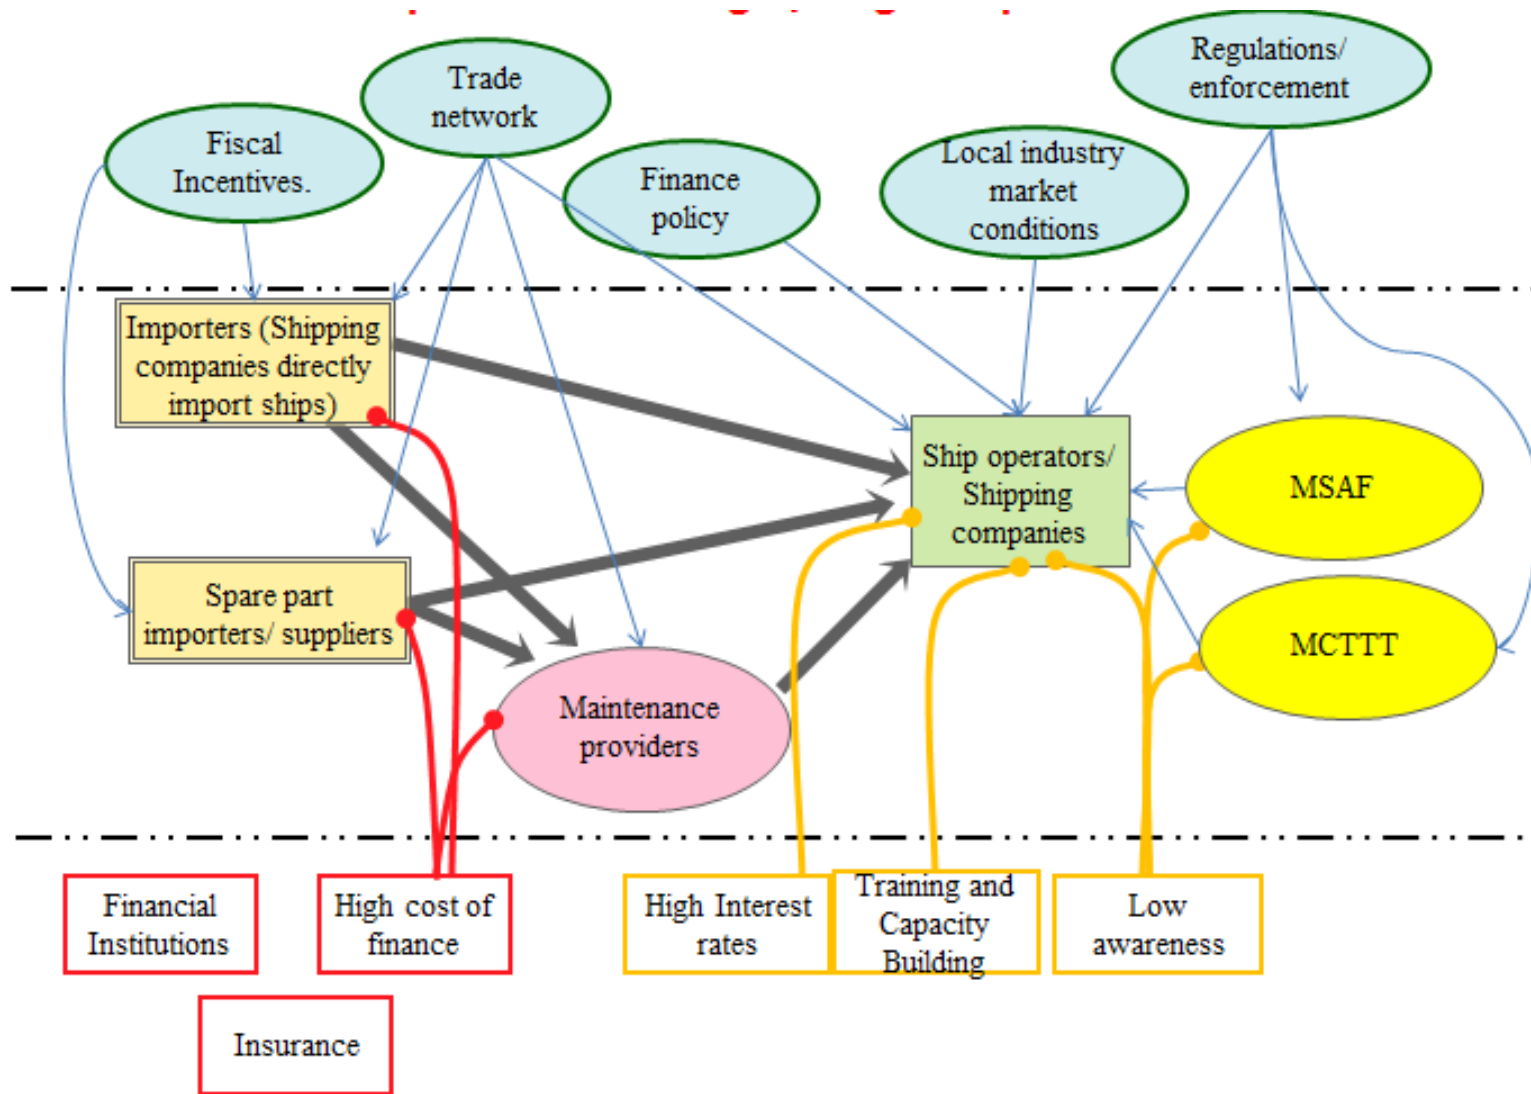 Trade
network
Regulations/
enforcement
Fiscal
Incentives.
Finance
policy
Local industry
market
conditions
Importers (Shipping
companies directly
import ships)
Ship operators/
Shipping
companies
MSAF
Spare part
importers/ suppliers
MCTTT
Maintenance
providers
Financial
Institutions
High cost of
finance
High Interest
rates
Training and
Capacity
Building
Low
awareness
Insurance